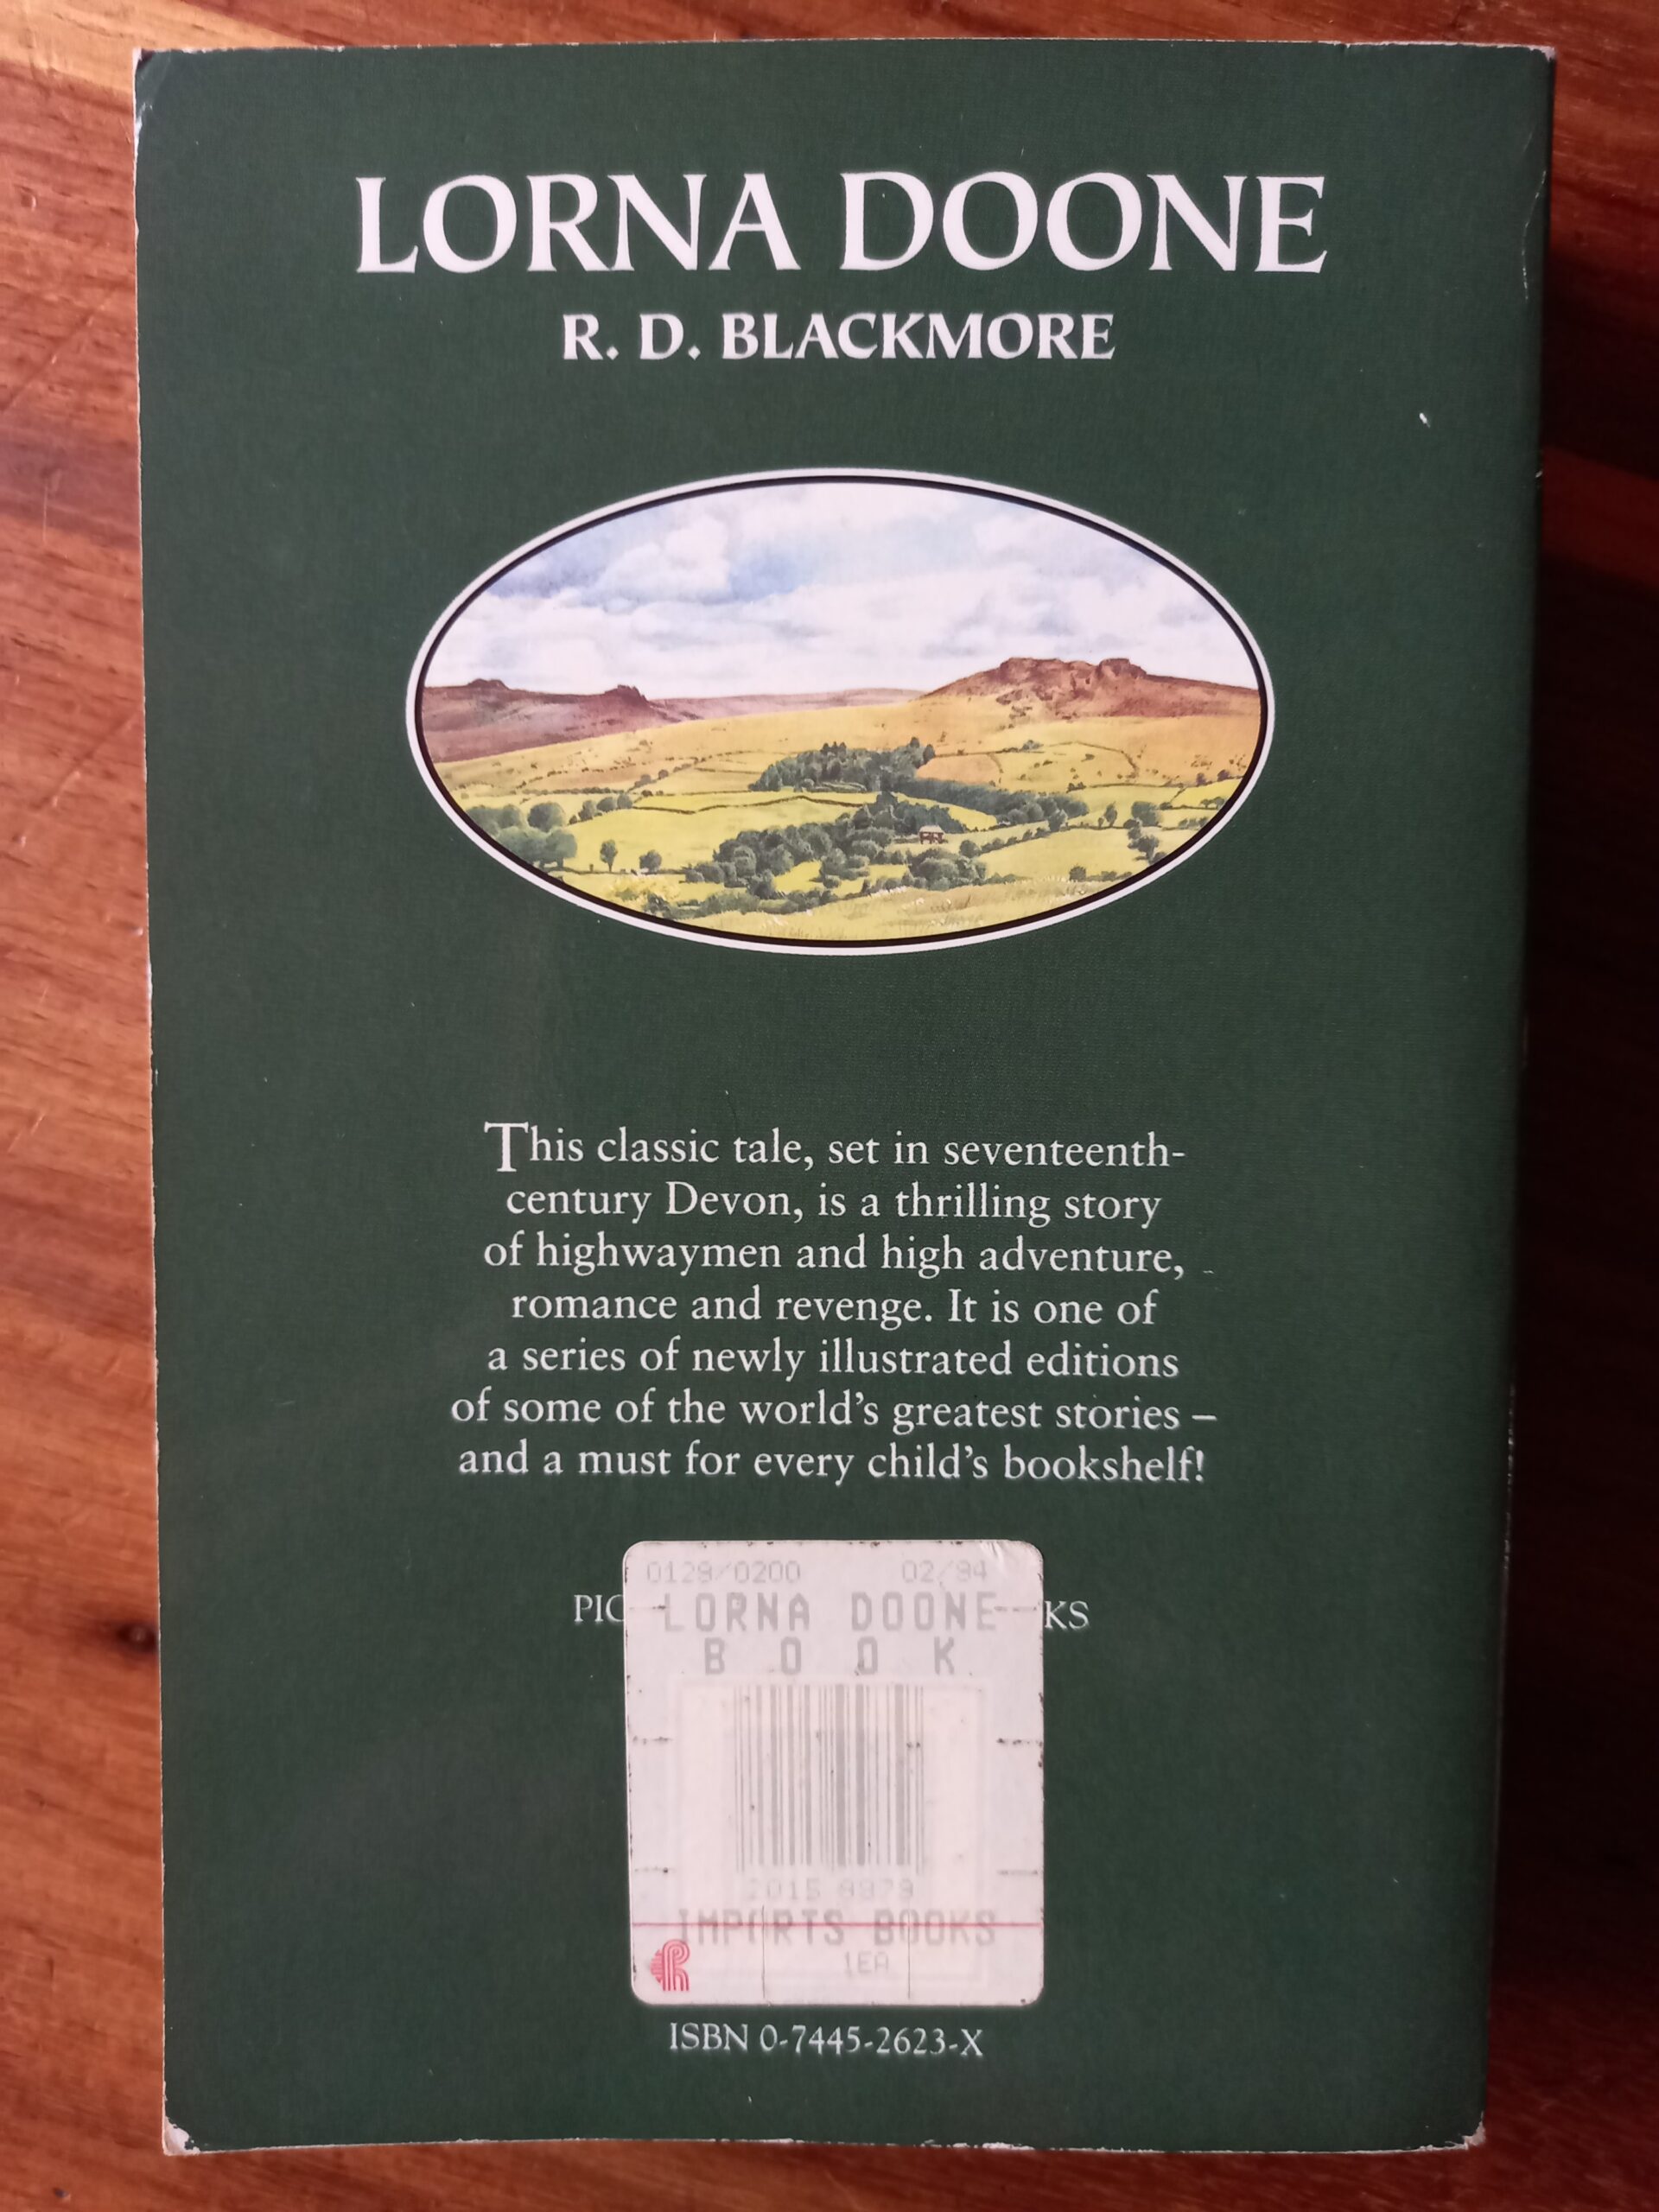 LORNA DOONE
R. D. BLACKMORE
This classic tale, set in seventeenth-
century Devon, is a thrilling story
of highwaymen and high adventure,
romance and revenge. It is one of
a series of newly illustrated editions
of some of the world’s greatest stories –
and a must for every child’s bookshelf!
0129/0200 02/94
PIC LORNA DOONE KS
B O O K
IMPORTS BOOKS
1EA
R
ISBN 0-7445-2623-X